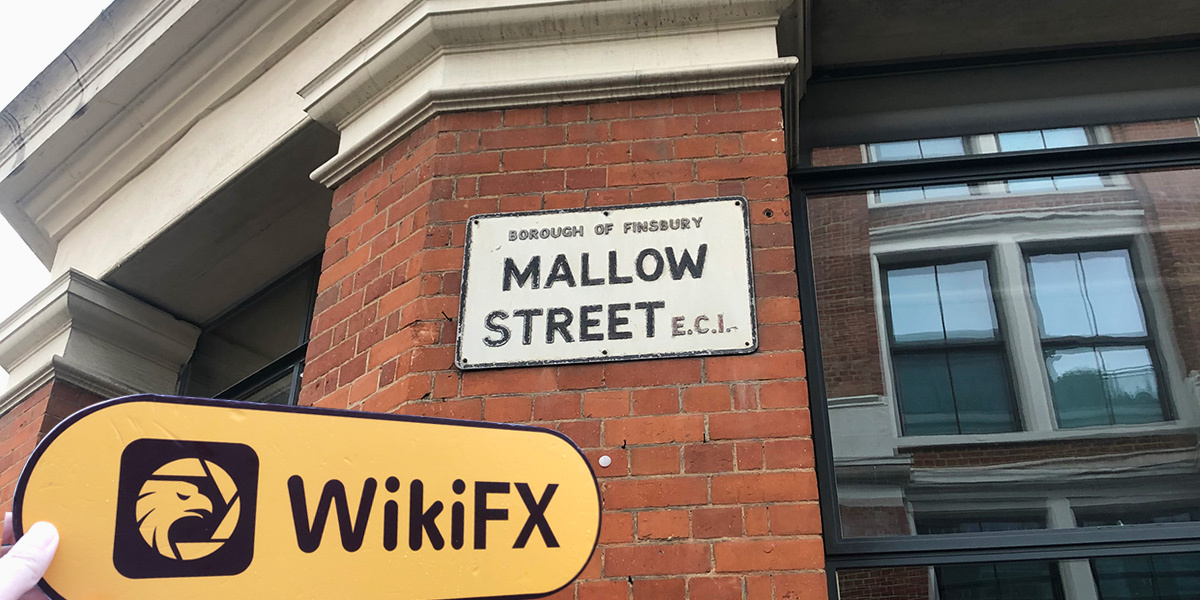 BOROUGH OF FINSBURY
MALLOW
STREET E.C.1.
WikiFX